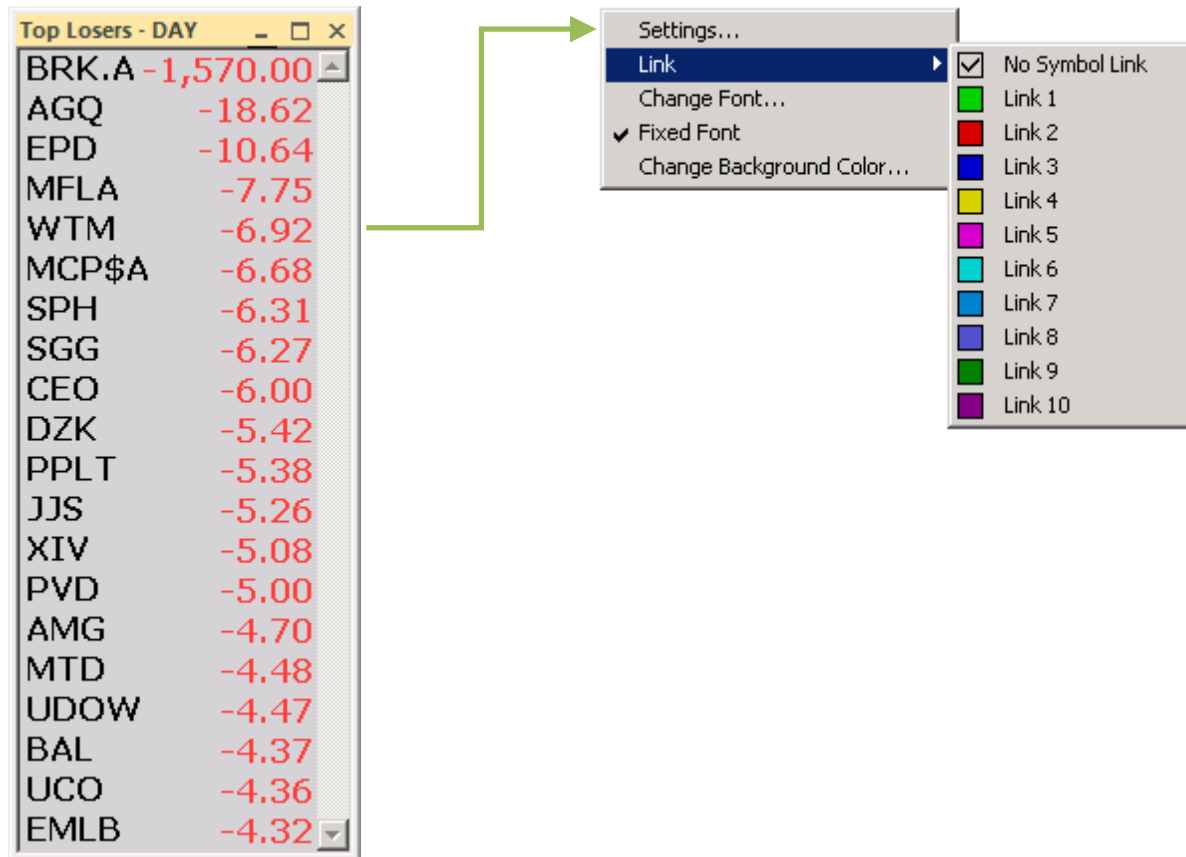 Top Losers - DAY
BRK.A -1,570.00
AGQ -18.62
EPD -10.64
MFLA -7.75
WTM -6.92
MCP$A -6.68
SPH -6.31
SGG -6.27
CEO -6.00
DZK -5.42
PPLT -5.38
JJS -5.26
XIV -5.08
PVD -5.00
AMG -4.70
MTD -4.48
UDOW -4.47
BAL -4.37
UCO -4.36
EMLB -4.32
Settings...
Link
Change Font...
Fixed Font
Change Background Color...
No Symbol Link
Link 1
Link 2
Link 3
Link 4
Link 5
Link 6
Link 7
Link 8
Link 9
Link 10